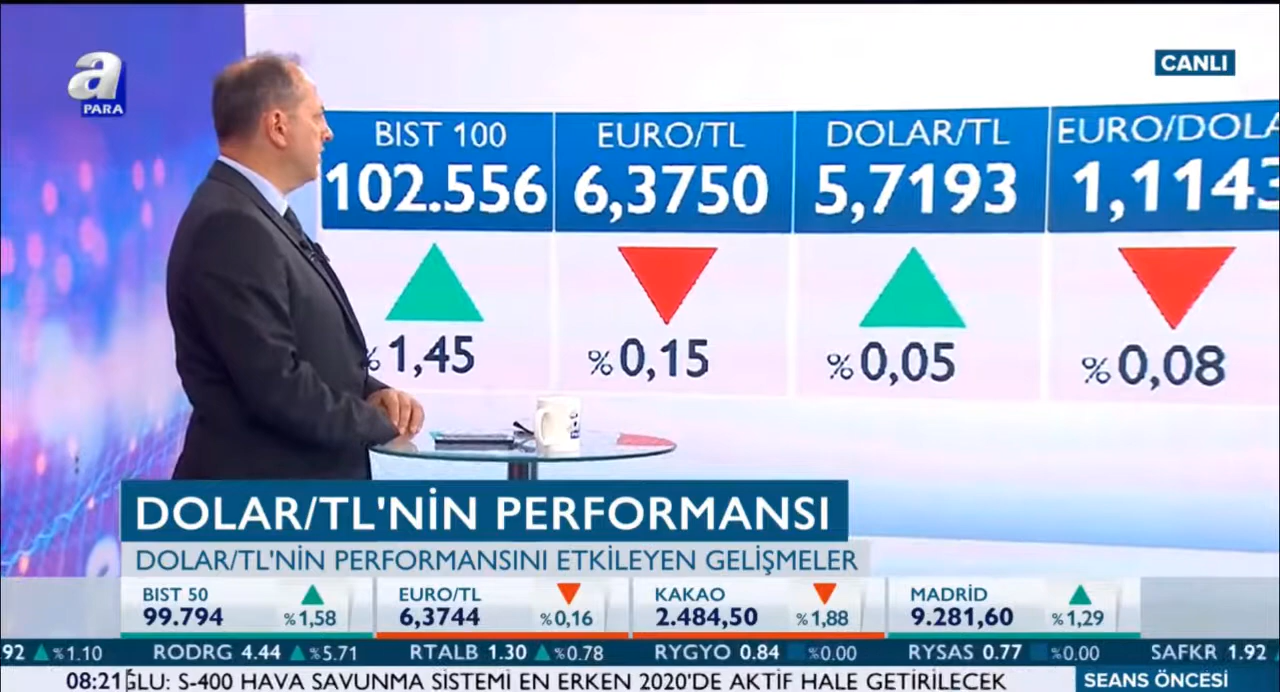 a
PARA
CANLI
BIST 100
102.556
%1,45
EURO/TL
6,3750
%0,15
DOLAR/TL
5,7193
%0,05
EURO/DOLA
1,1143
%0,08
DOLAR/TL'NİN PERFORMANSI
DOLAR/TL'NİN PERFORMANSINI ETKİLEYEN GELİŞMELER
BIST 50
99.794 %1,58
EURO/TL
6,3744 %0,16
KAKAO
2.484,50 %1,88
MADRİD
9.281,60 %1,29
.92 %1.10 RODRG 4.44 %5.71 RTALB 1.30 %0.78 RYGYO 0.84 %0.00 RYSAS 0.77 %0.00 SAFKR 1.92
08:21 ĞLU: S-400 HAVA SAVUNMA SİSTEMİ EN ERKEN 2020'DE AKTİF HALE GETİRİLECEK SEANS ÖNCESİ